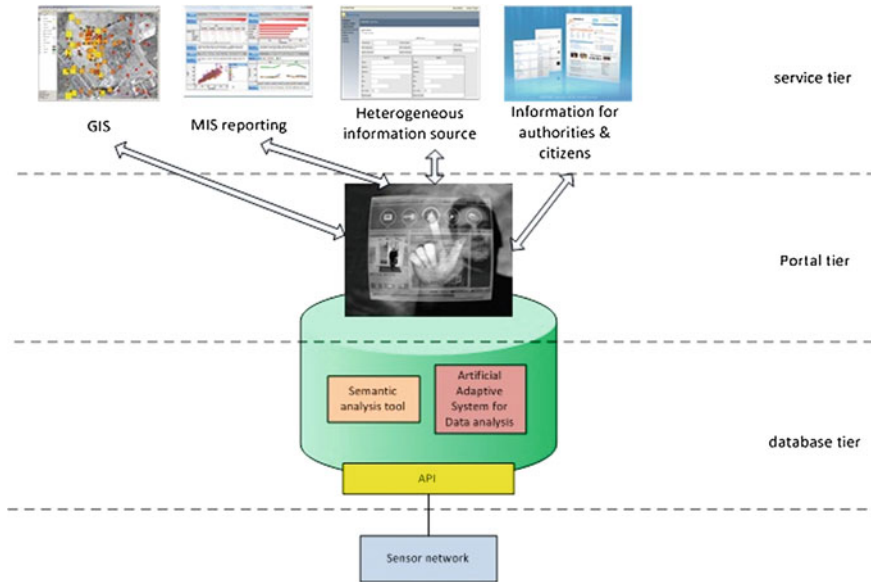 service tier
GIS
MIS reporting
Heterogeneous
information source
Information for
authorities &
citizens
Portal tier
Semantic
analysis tool
Artificial
Adaptive
System for
Data analysis
database tier
API
Sensor network